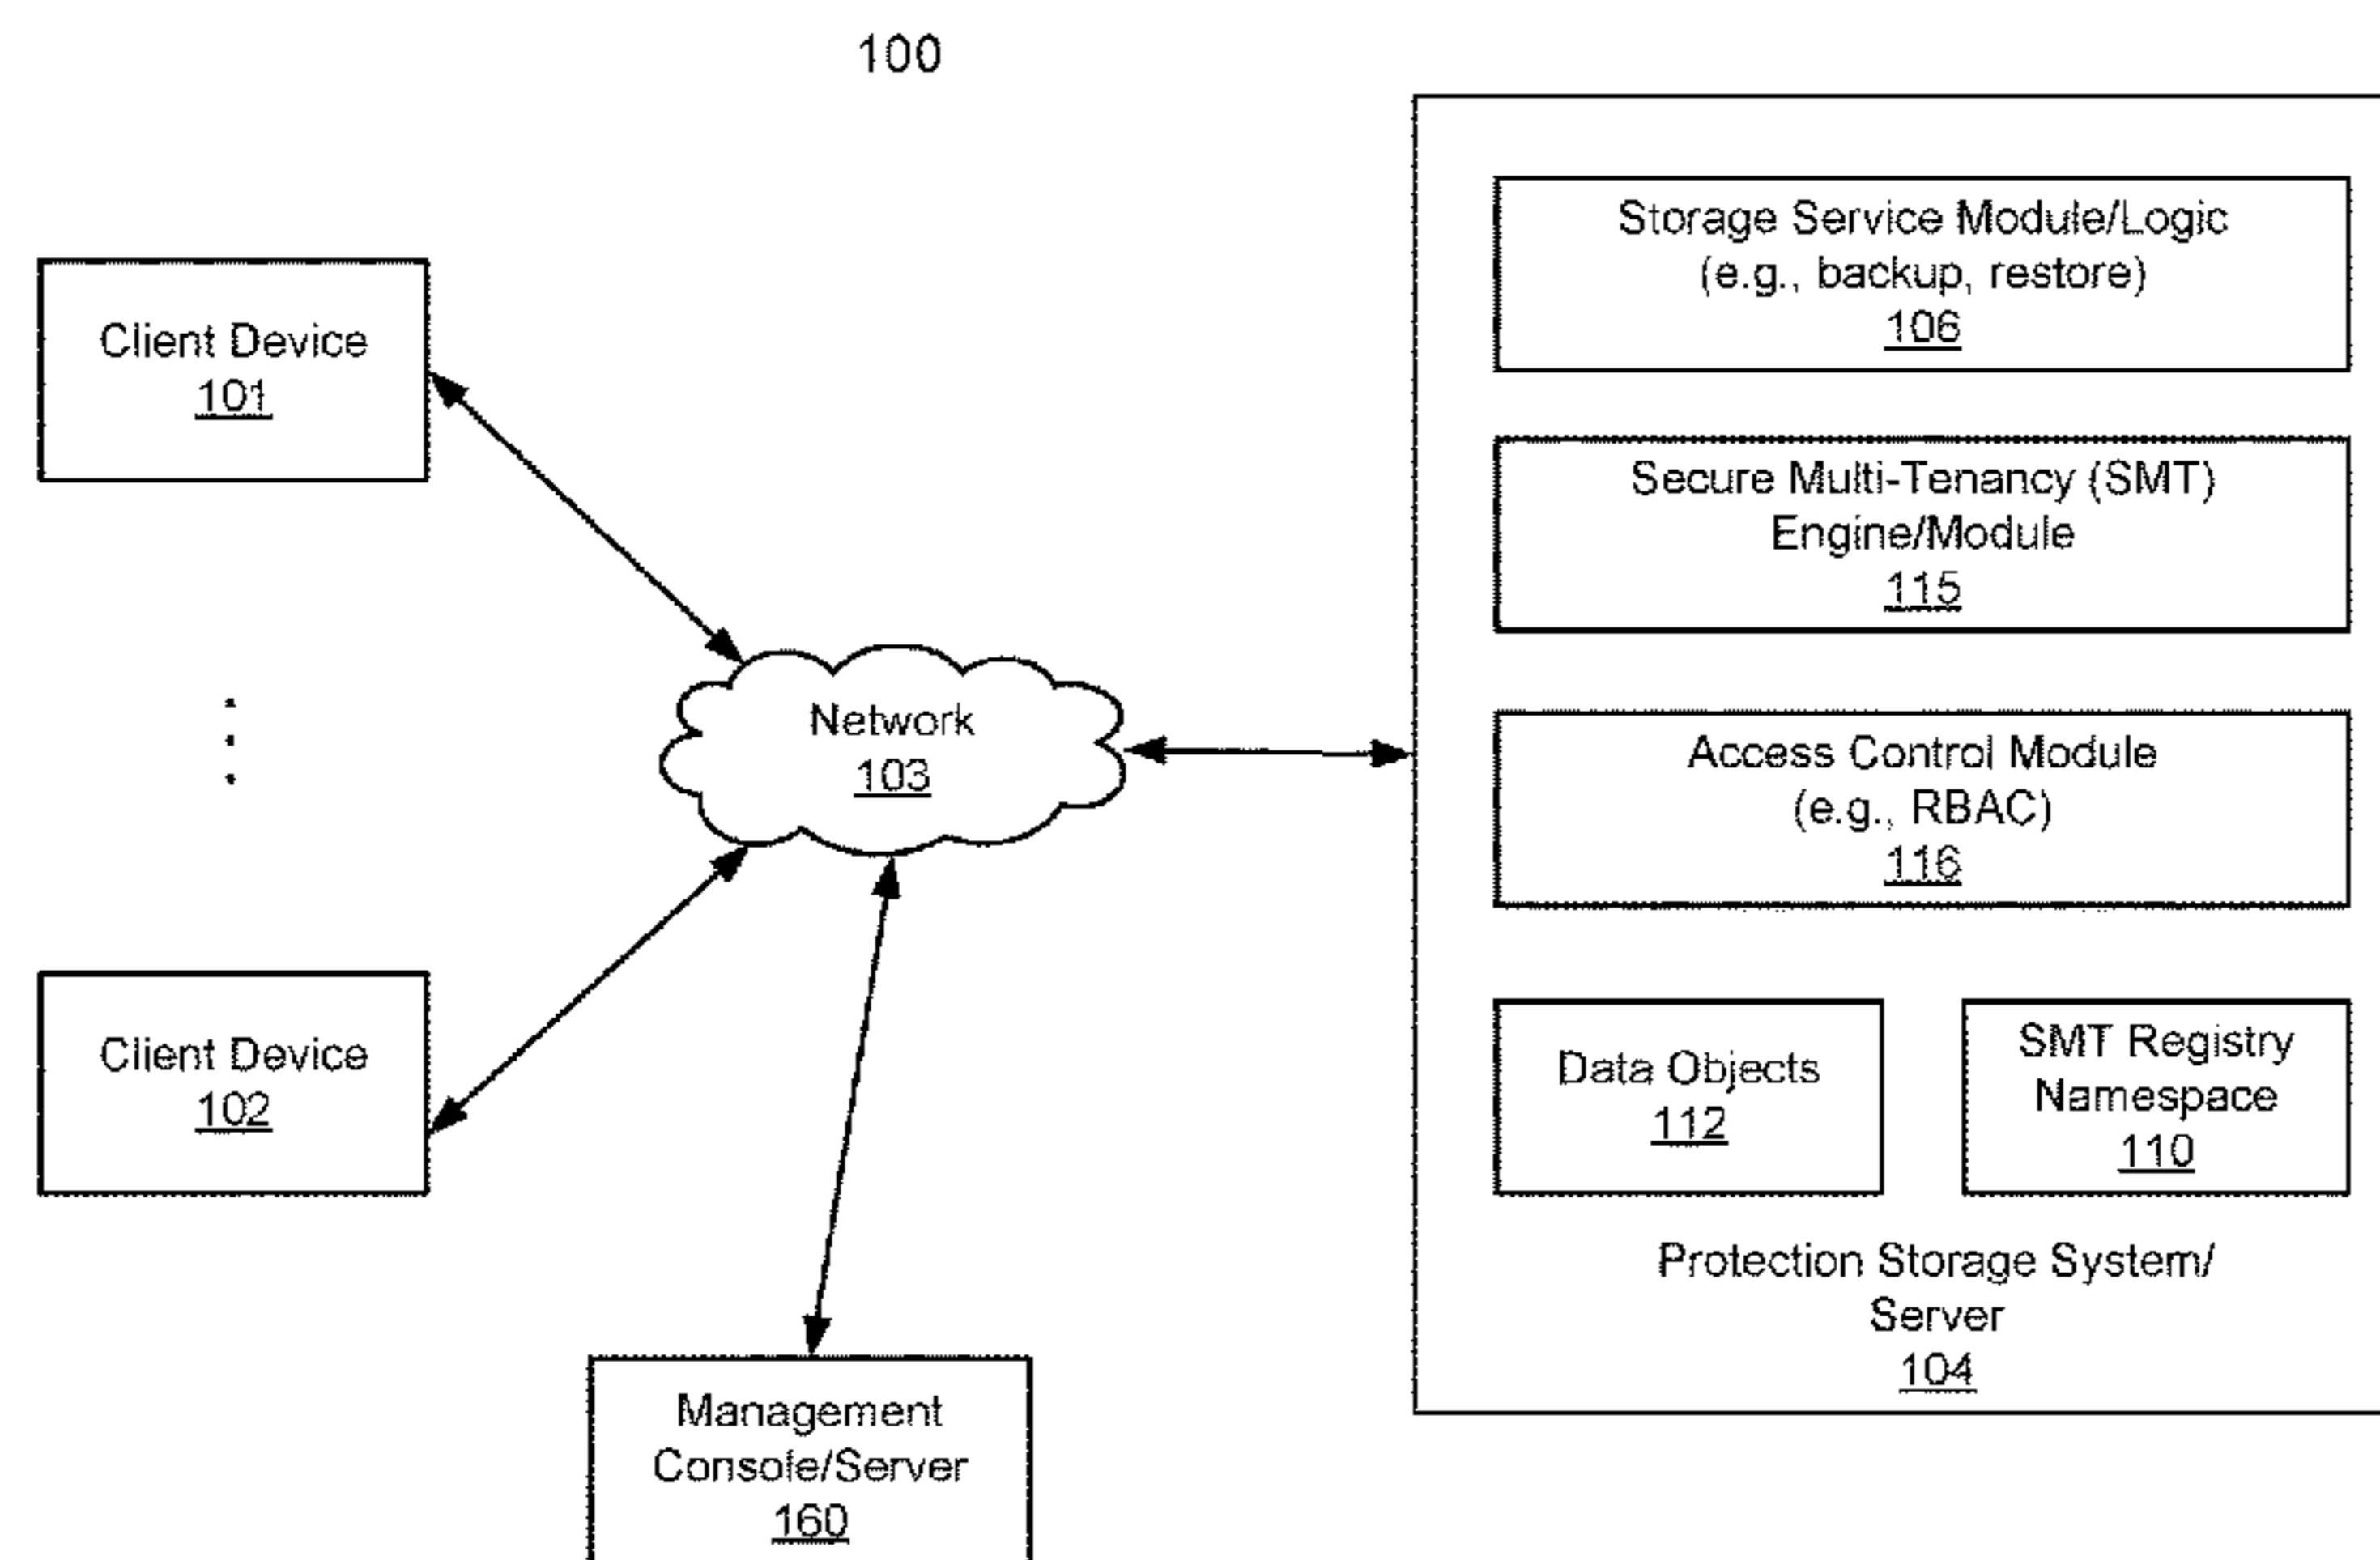 100
Client Device
101
Client Device
102
Network
103
Management
Console/Server
160
Storage Service Module/Logic
(e.g., backup, restore)
106
Secure Multi-Tenancy (SMT)
Engine/Module
115
Access Control Module
(e.g., RBAC)
116
Data Objects
112
SMT Registry
Namespace
110
Protection Storage System/
Server
104